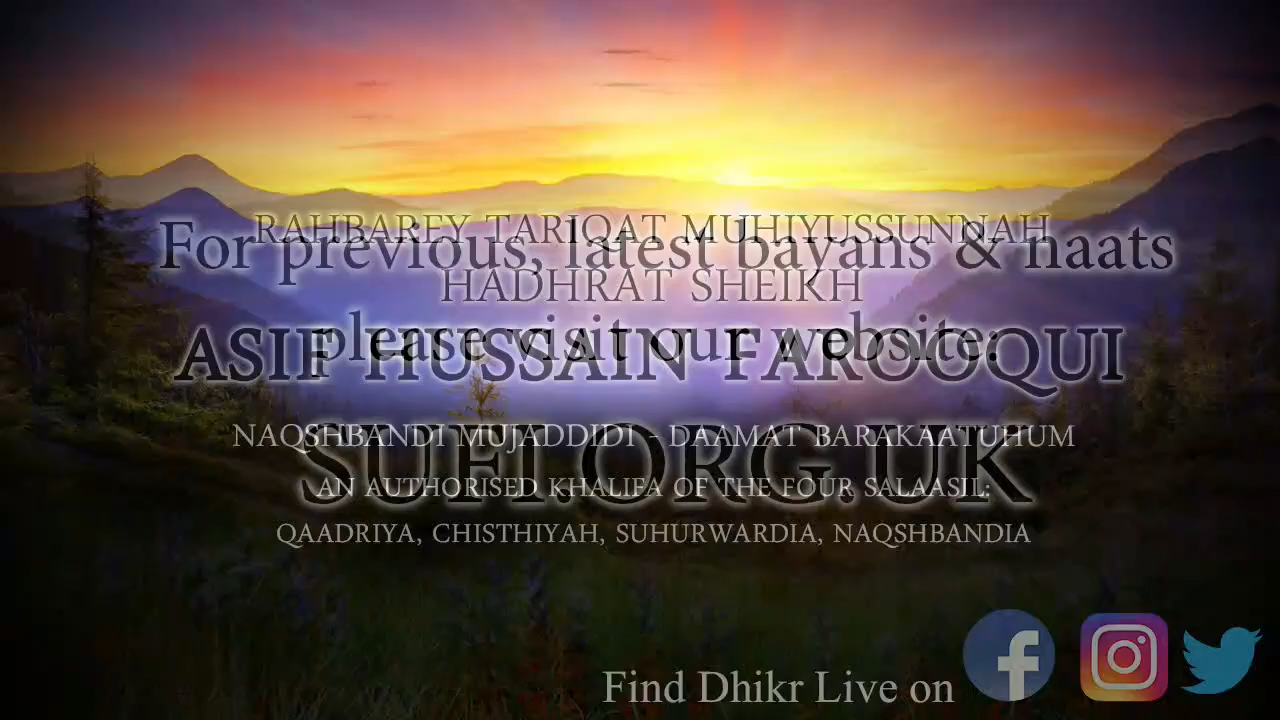 RAHBAREY TARIQAT MUHIYUSSUNNAH
For previous, latest bayans & naats
HADHRAT SHEIKH
please visit our website:
ASIF HUSSAIN FAROOQUI
NAQSHBANDI MUJADDIDI - DAAMAT BARAKAATUHUM
SUFI.ORG.UK
AN AUTHORISED KHALIFA OF THE FOUR SALAASIL:
QAADRIYA, CHISTHIYAH, SUHURWARDIA, NAQSHBANDIA
Find Dhikr Live on